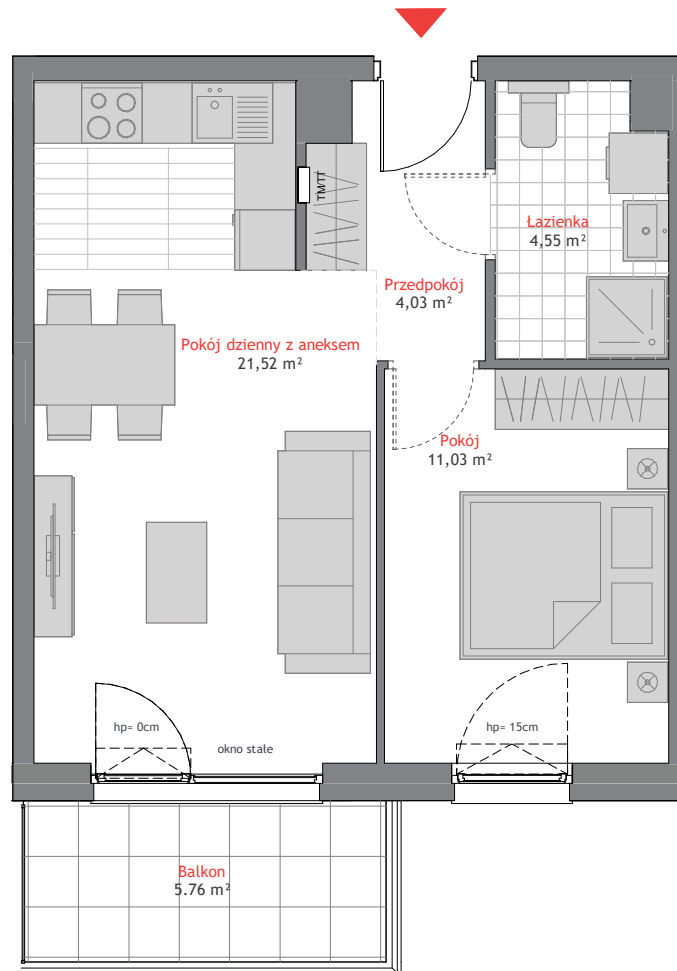 TM/TT
Łazienka
4,55 m²
Przedpokój
4,03 m²
Pokój dzienny z aneksem
21,52 m²
Pokój
11,03 m²
hp= 0cm
okno stałe
hp= 15cm
Balkon
5.76 m²